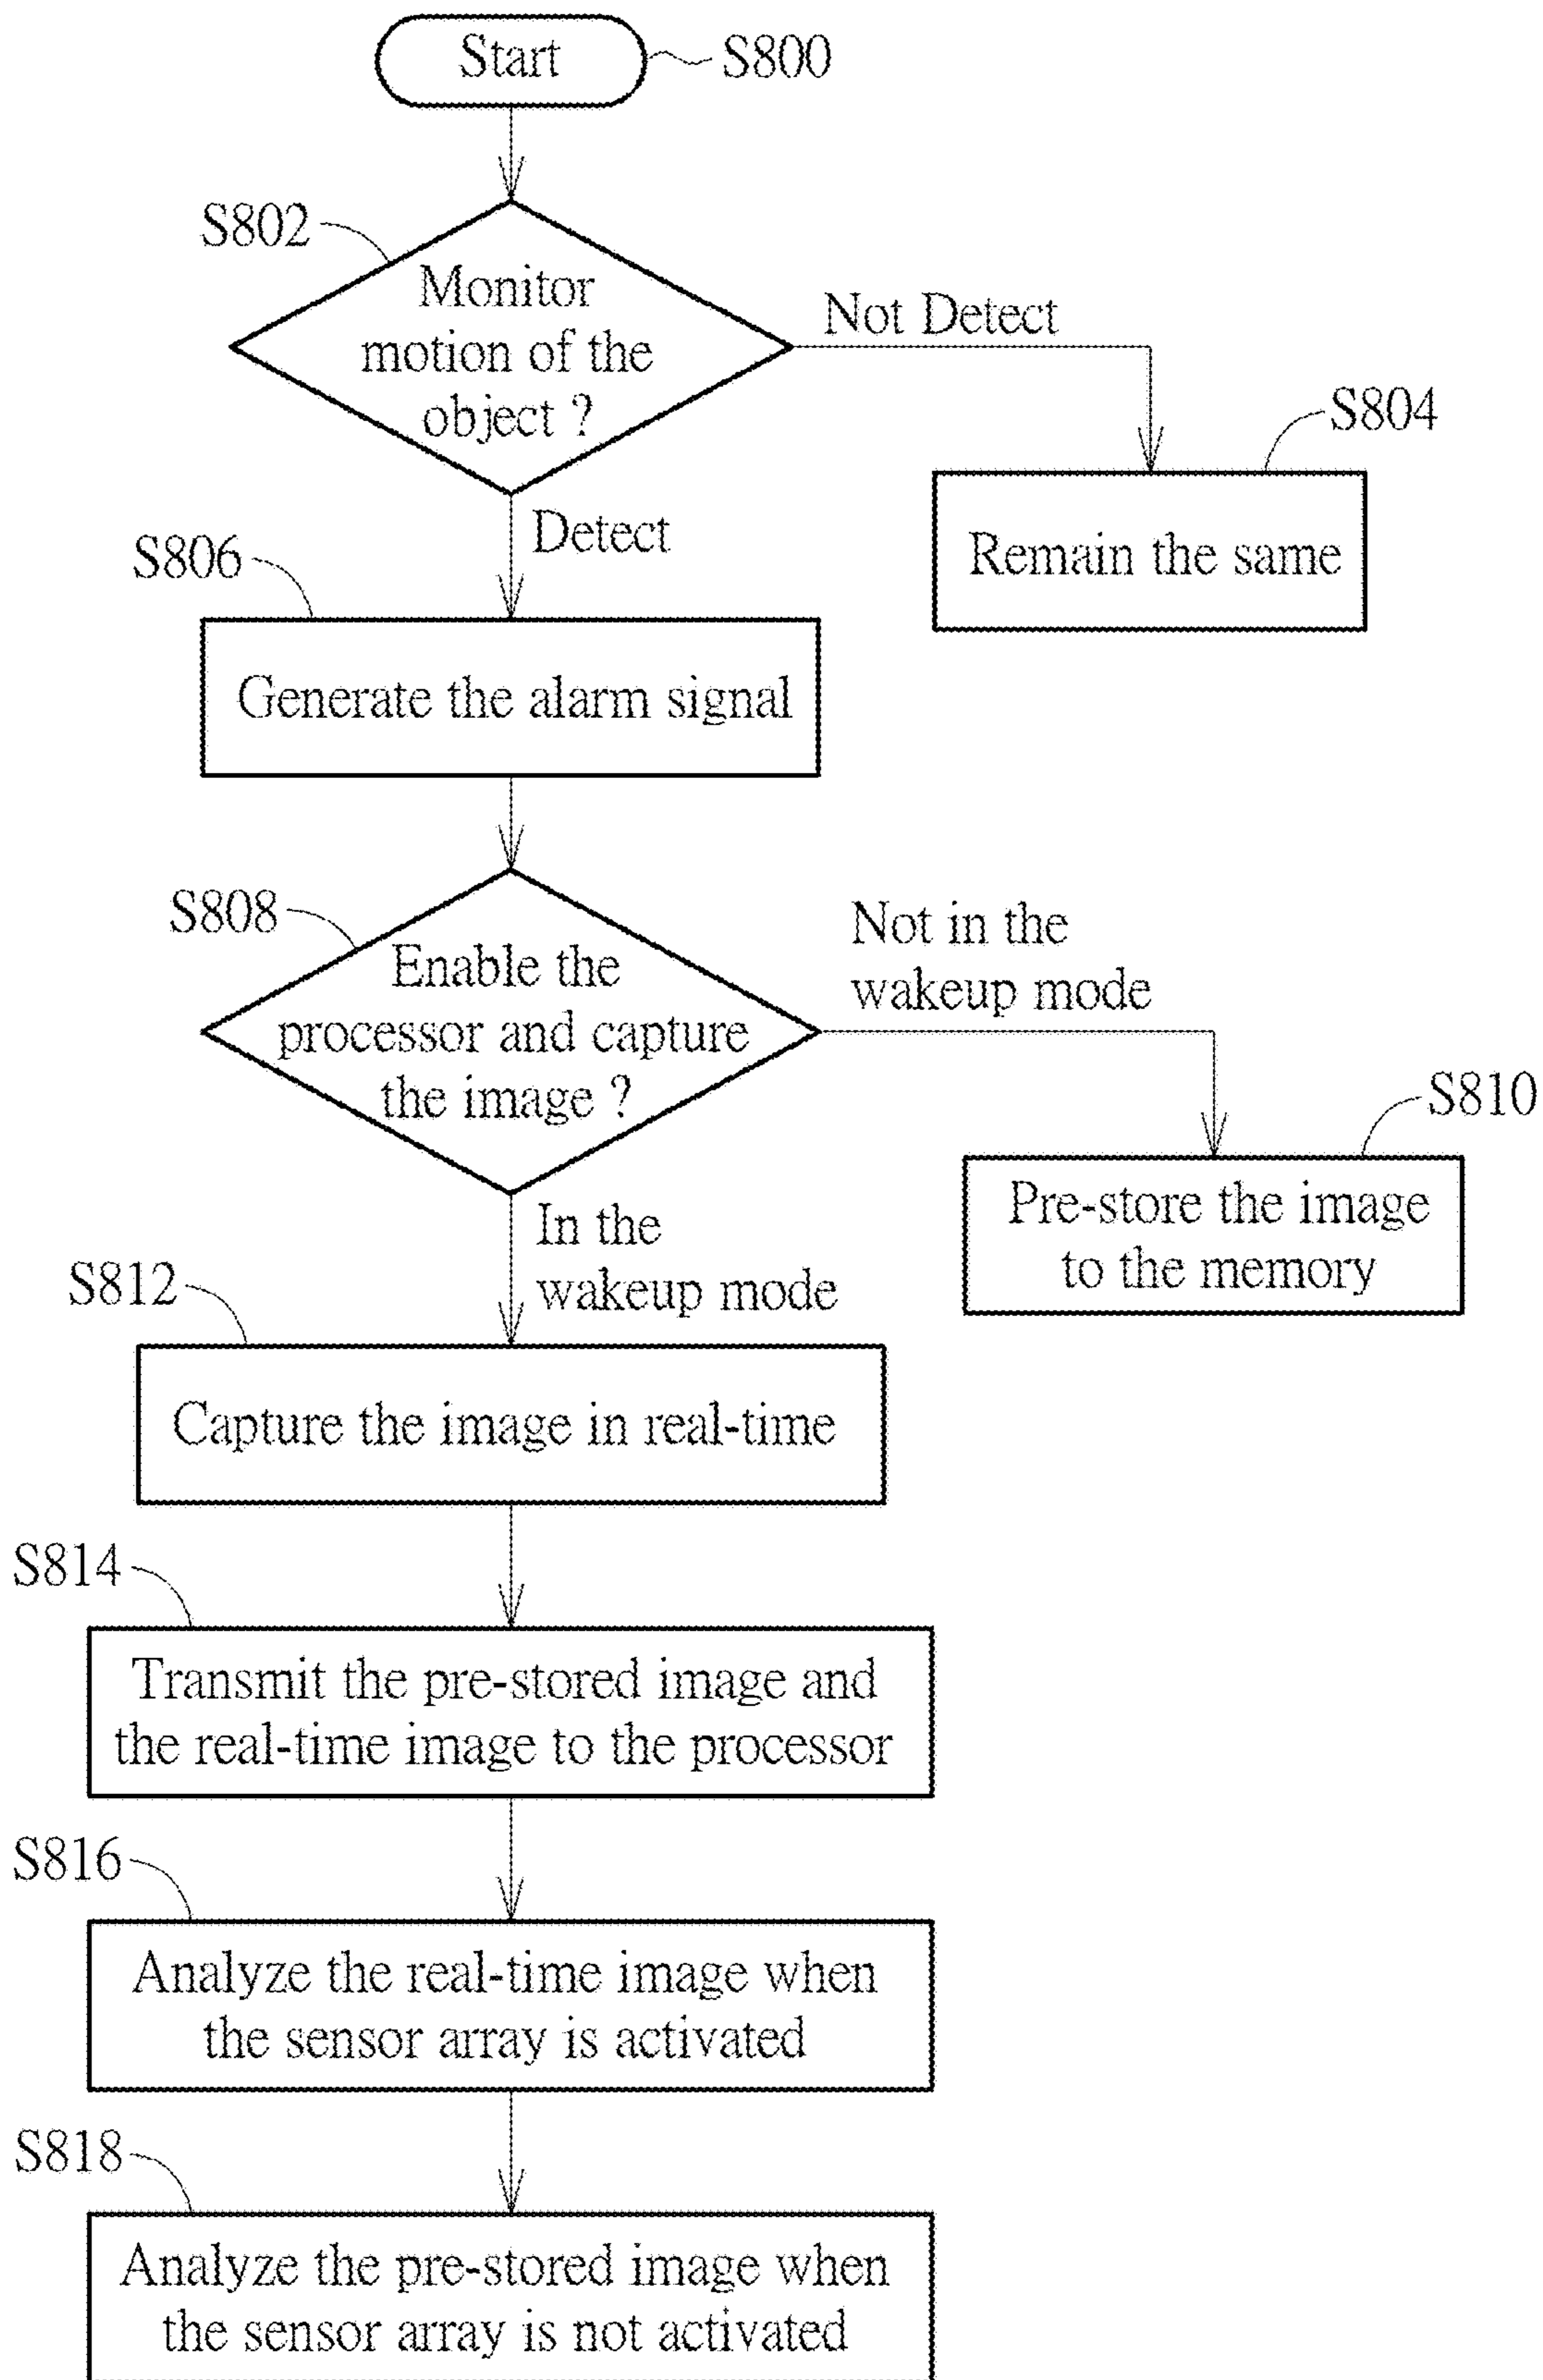 Start
S800
S802
Monitor
motion of the
object ?
Not Detect
S804
Remain the same
Detect
S806
Generate the alarm signal
S808
Enable the
processor and capture
the image ?
Not in the
wakeup mode
S810
Pre-store the image
to the memory
In the
wakeup mode
S812
Capture the image in real-time
S814
Transmit the pre-stored image and
the real-time image to the processor
S816
Analyze the real-time image when
the sensor array is activated
S818
Analyze the pre-stored image when
the sensor array is not activated